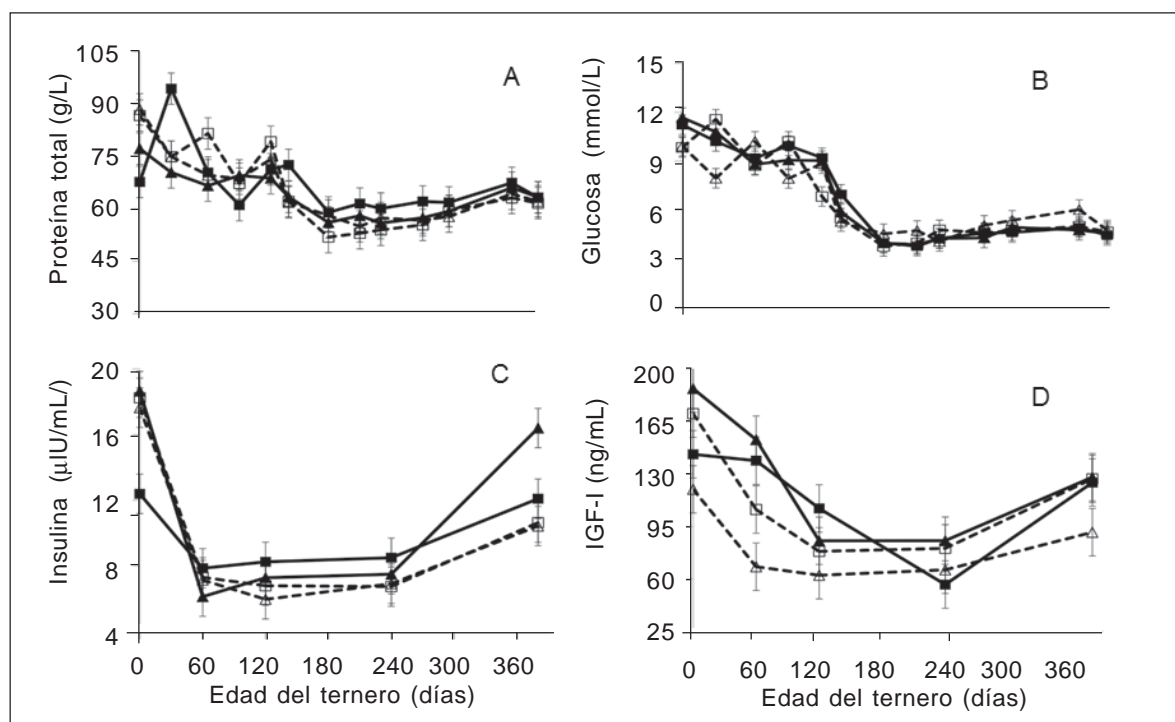 105
90
75
60
45
30
Proteína total (g/L)
A
15
12
9
6
3
0
Glucosa (mmol/L)
B
20
16
12
8
4
Insulina (µIU/mL/)
C
0 60 120 180 240 300 360
Edad del ternero (días)
200
165
130
95
60
25
IGF-I (ng/mL)
D
0 60 120 180 240 300 360
Edad del ternero (días)